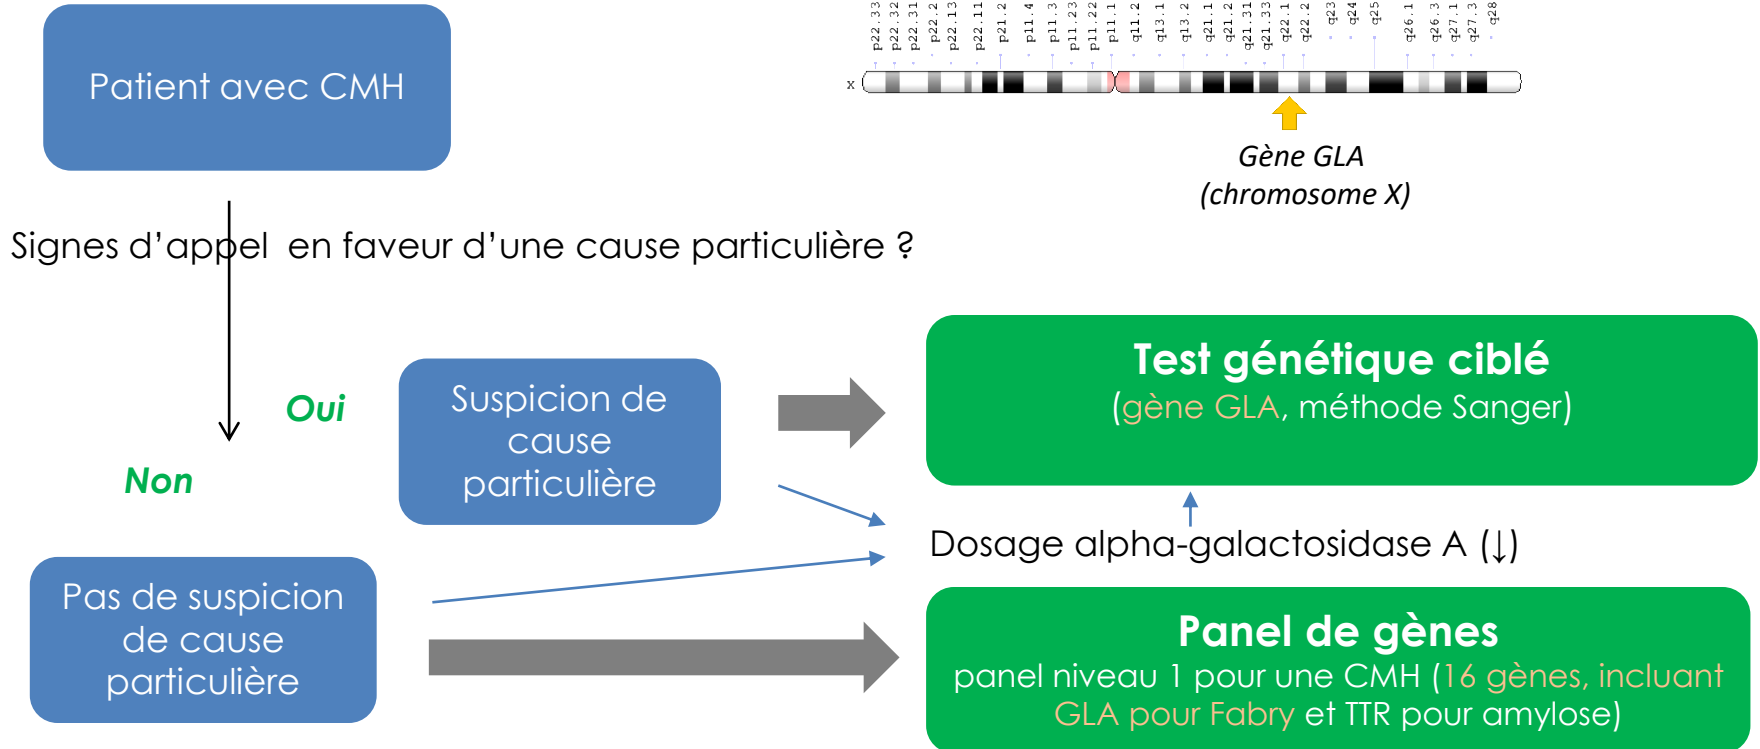 Patient avec CMH
p22.33
p22.32
p22.31
p22.2
p22.13
p22.11
p21.2
p11.4
p11.3
p11.23
p11.22
p11.1
q11.2
q13.1
q13.2
q21.1
q21.2
q21.31
q21.33
q22.1
q22.2
q23
q24
q25
q26.1
q26.3
q27.1
q27.3
q28
X
Gène GLA
(chromosome X)
Signes d’appel en faveur d’une cause particulière ?
Oui
Non
Suspicion de
cause
particulière
Test génétique ciblé
(gène GLA, méthode Sanger)
Dosage alpha-galactosidase A (↓)
Pas de suspicion
de cause
particulière
Panel de gènes
panel niveau 1 pour une CMH (16 gènes, incluant
GLA pour Fabry et TTR pour amylose)